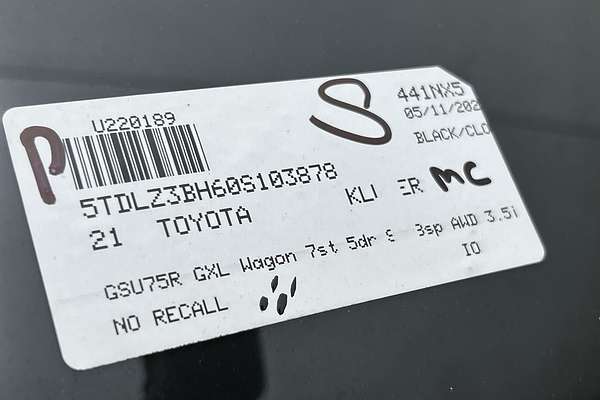 P
U220189
S
441NX5
05/11/202
BLACK/CLO
5TDLZ3BH60S103878
21 TOYOTA KLI ER MC
GSU75R GXL Wagon 7st 5dr S 8sp AWD 3.5i
NO RECALL IO